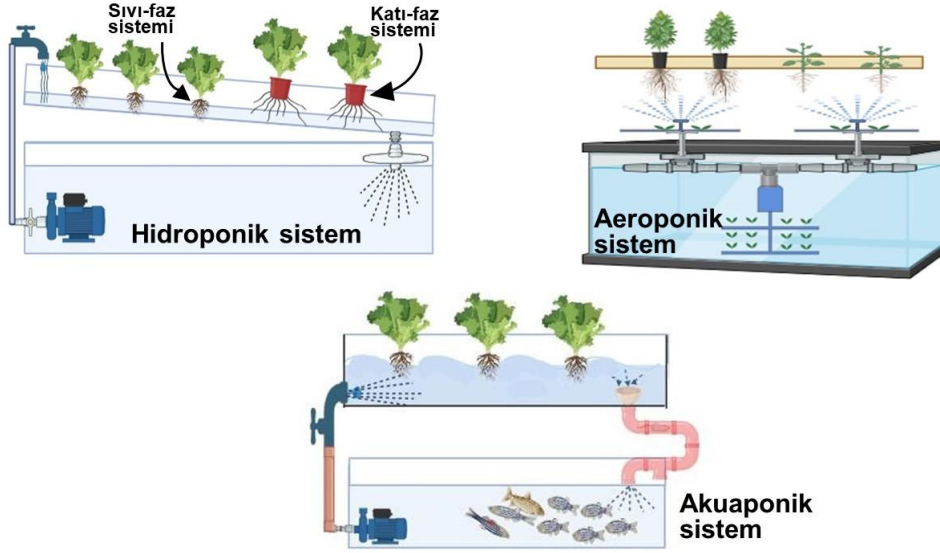 Sıvı-faz
sistemi
Katı-faz
sistemi
Hidroponik sistem
Aeroponik
sistem
Akuaponik
sistem